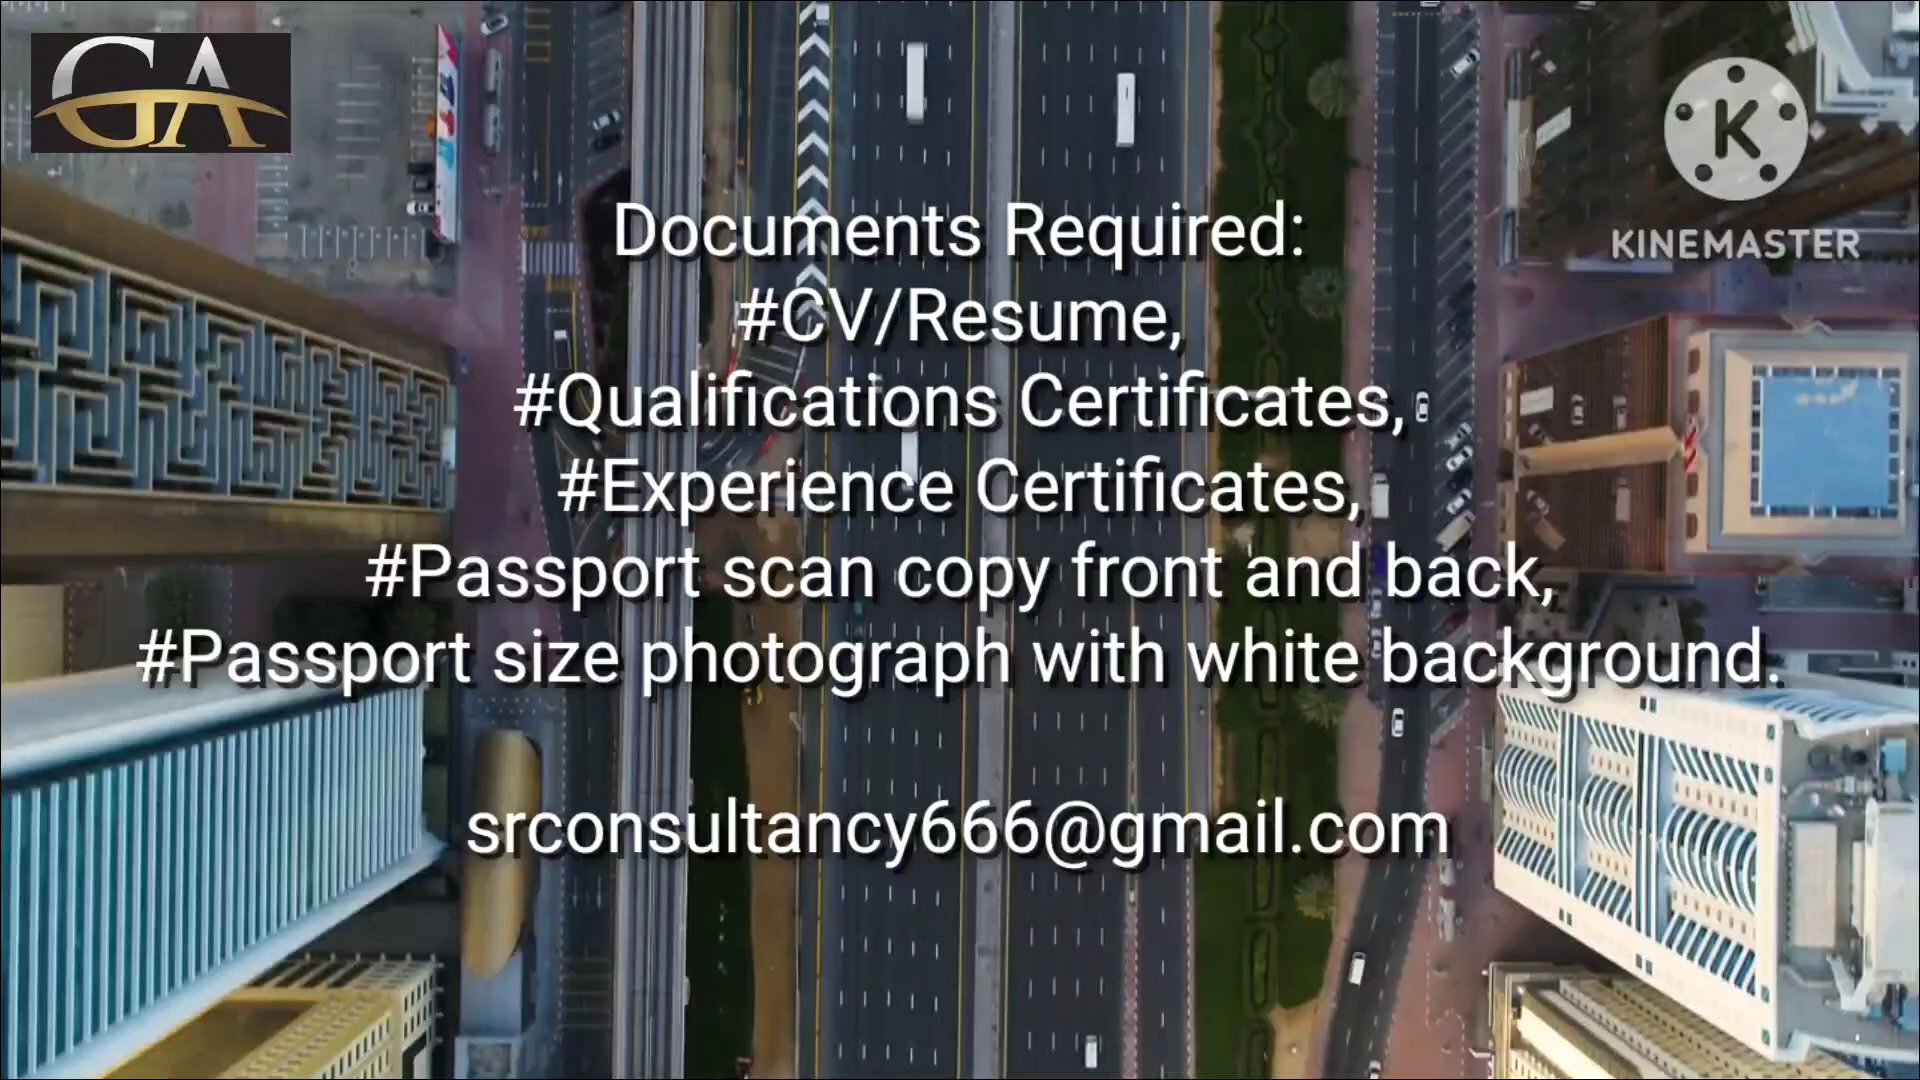 GA
KINEMASTER
Documents Required:
#CV/Resume,
#Qualifications Certificates,
#Experience Certificates,
#Passport scan copy front and back,
#Passport size photograph with white background.
srconsultancy666@gmail.com